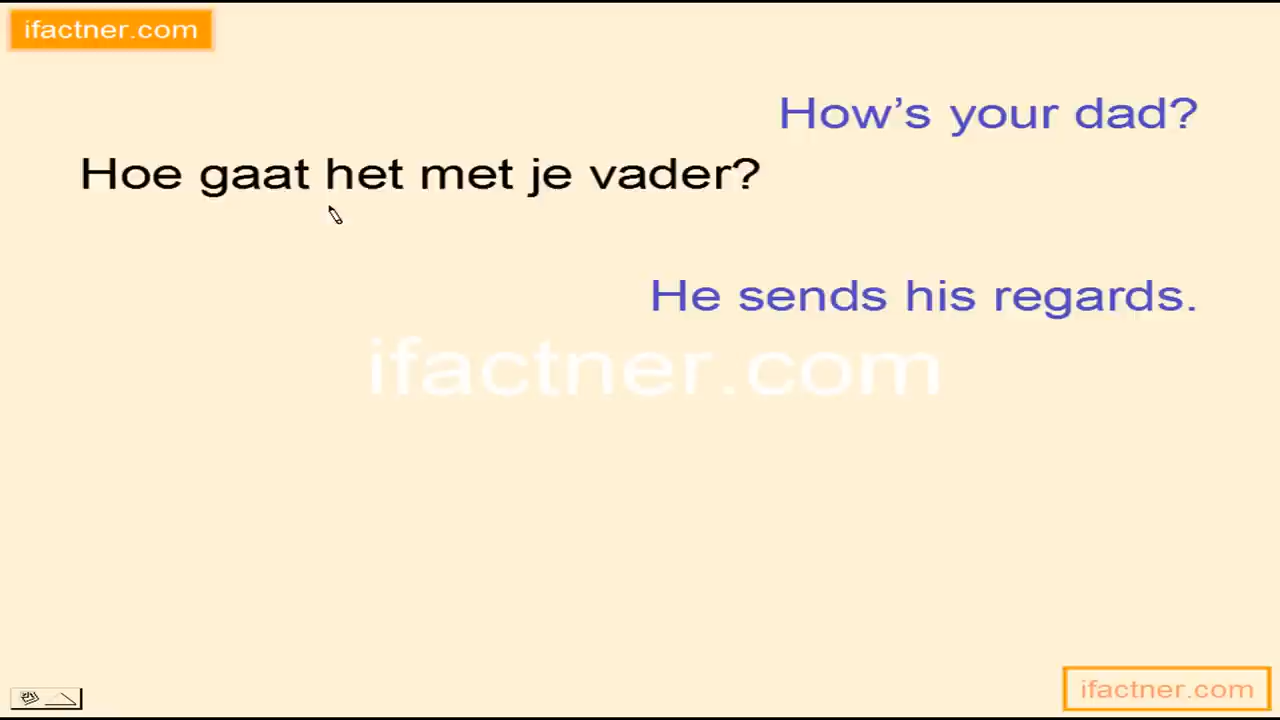 ifactner.com
How’s your dad?
Hoe gaat het met je vader?
He sends his regards.
ifactner.com
ifactner.com